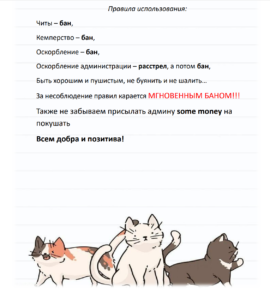 Правила использования:
Читы – бан,
Кемперство – бан,
Оскорбление – бан,
Оскорбление администрации – расстрел, а потом бан,
Быть хорошим и пушистым, не буянить и не шалить…
За несоблюдение правил карается МГНОВЕННЫМ БАНОМ!!!
Также не забываем присылать админу some money на
покушать
Всем добра и позитива!